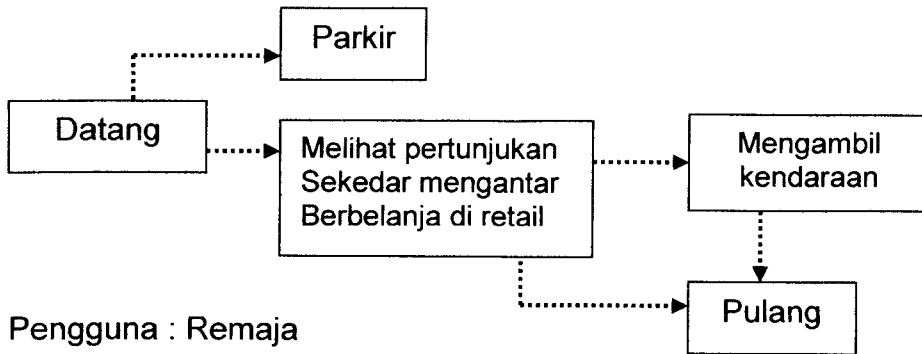 Parkir
Datang
Melihat pertunjukan
Sekedar mengantar
Berbelanja di retail
Mengambil
kendaraan
Pulang
Pengguna : Remaja